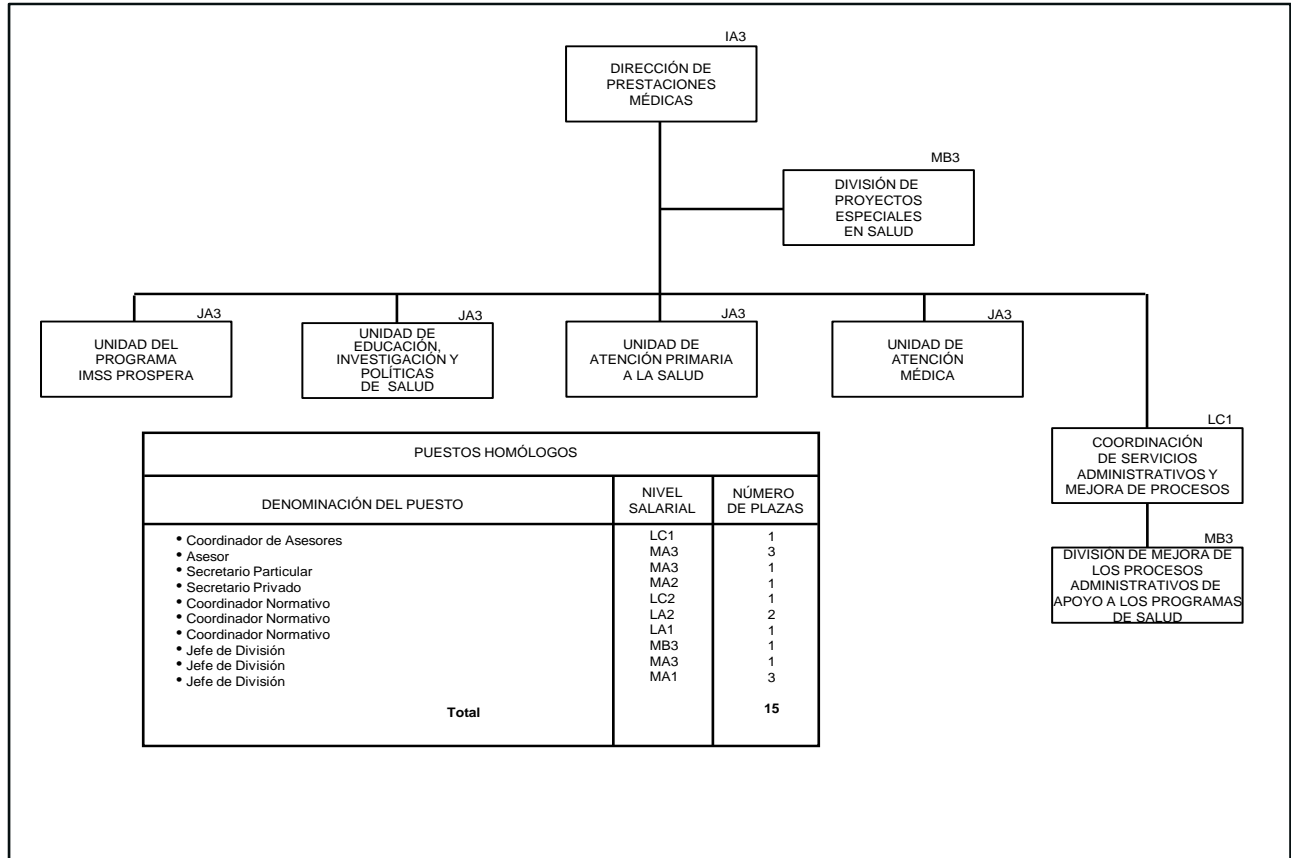 IA3
DIRECCIÓN DE
PRESTACIONES
MÉDICAS
MB3
DIVISIÓN DE
PROYECTOS
ESPECIALES
EN SALUD
JA3
UNIDAD DEL
PROGRAMA
IMSS PROSPERA
JA3
UNIDAD DE
EDUCACIÓN,
INVESTIGACIÓN Y
POLÍTICAS
DE SALUD
JA3
UNIDAD DE
ATENCIÓN PRIMARIA
A LA SALUD
JA3
UNIDAD DE
ATENCIÓN
MÉDICA
LC1
COORDINACIÓN
DE SERVICIOS
ADMINISTRATIVOS Y
MEJORA DE PROCESOS
MB3
DIVISIÓN DE MEJORA DE
LOS PROCESOS
ADMINISTRATIVOS DE
APOYO A LOS PROGRAMAS
DE SALUD
PUESTOS HOMÓLOGOS
DENOMINACIÓN DEL PUESTO NIVEL SALARIAL NÚMERO DE PLAZAS
• Coordinador de Asesores LC1 1
• Asesor MA3 3
• Secretario Particular MA3 1
• Secretario Privado MA2 1
• Coordinador Normativo LC2 1
• Coordinador Normativo LA2 2
• Coordinador Normativo LA1 1
• Jefe de División MB3 1
• Jefe de División MA3 1
• Jefe de División MA1 3
Total 15